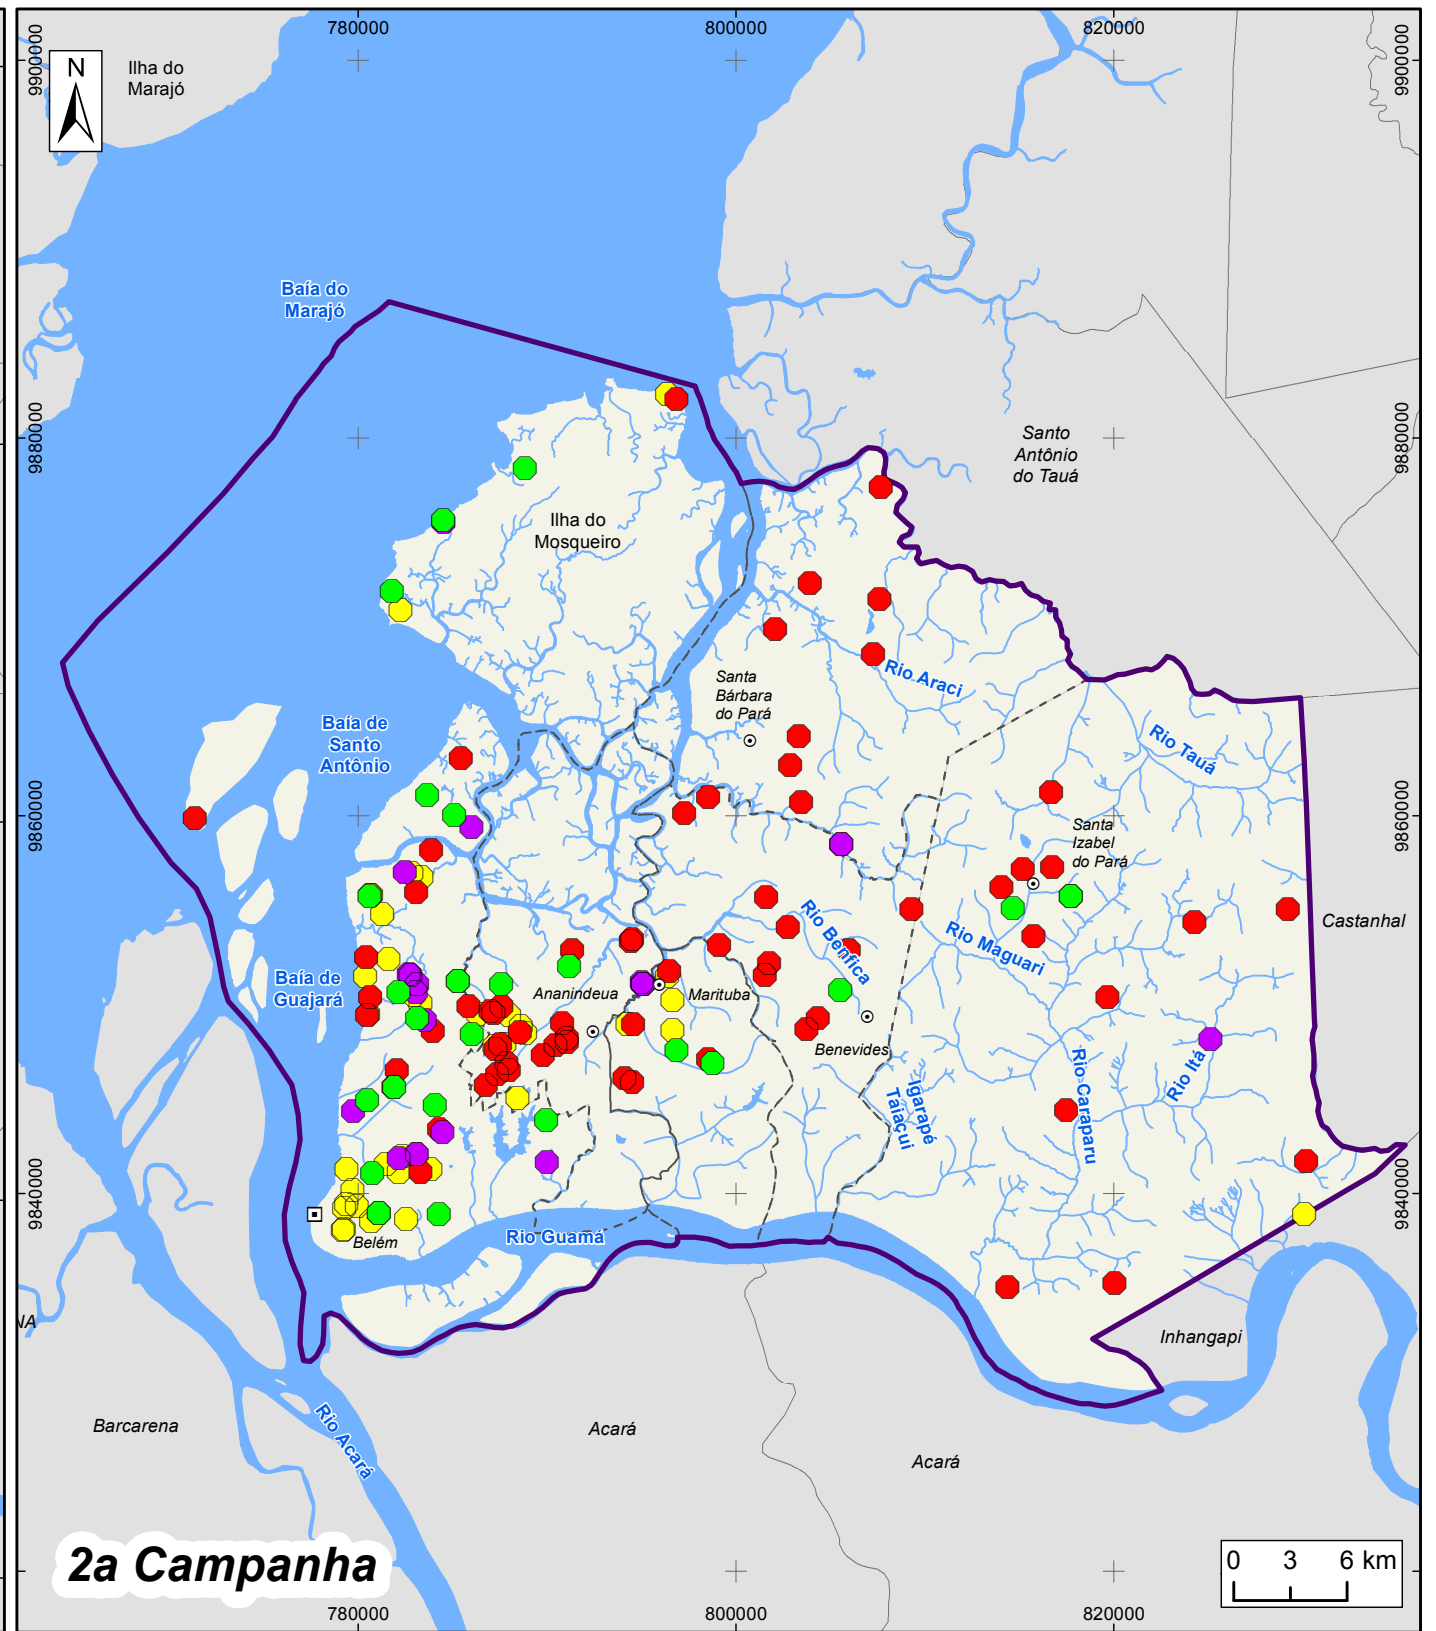 780000
800000
820000
9900000
9900000
N
Ilha do
Marajó
Baía do
Marajó
9880000
9880000
Santo
Antônio
do Tauá
Ilha do
Mosqueiro
Santa
Bárbara
do Pará
Rio Araci
Baía de
Santo
Antônio
Rio Tauá
9860000
9860000
Santa
Izabel
do Pará
Castanhal
Rio Benfica
Rio Maguari
Baía de
Guajará
Ananindeua
Marituba
Benevides
Igarapé
Taiaçui
Rio Caraparu
Rio Itá
9840000
9840000
Belém
Rio Guamá
NA
Inhangapi
Barcarena
Rio Acará
Acará
Acará
2a Campanha
0 3 6 km
780000
800000
820000